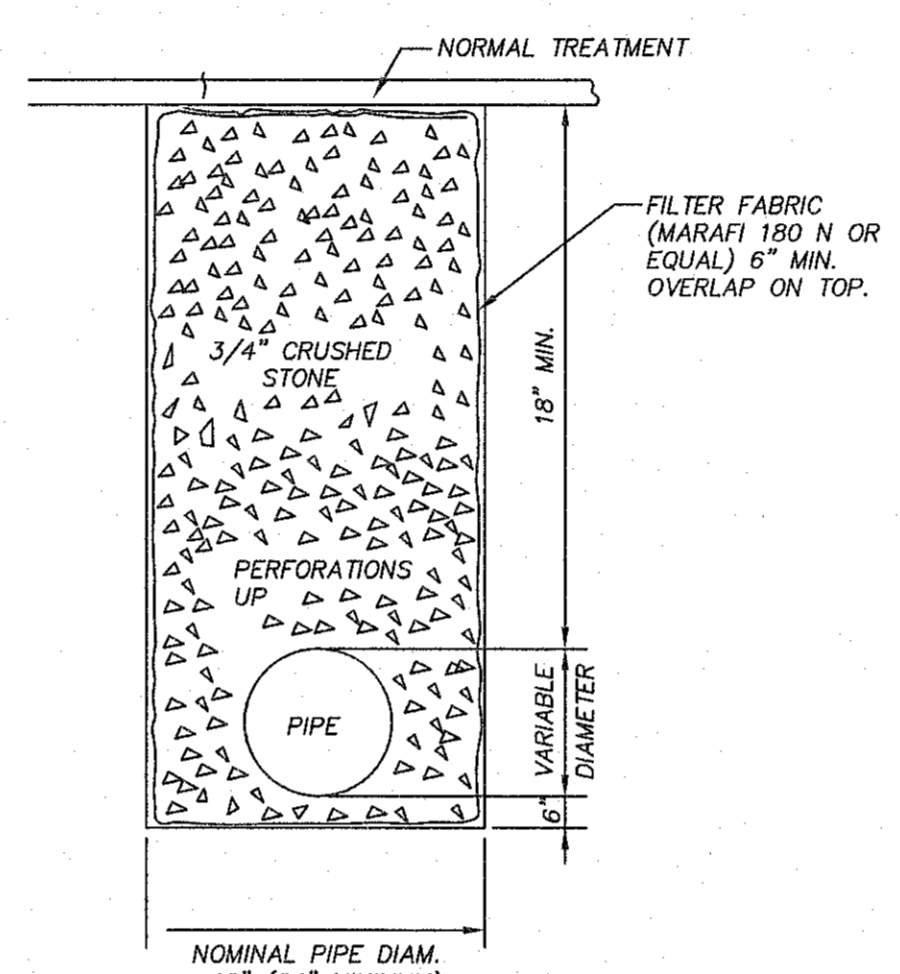 NORMAL TREATMENT
FILTER FABRIC
(MARAFI 180 N OR
EQUAL) 6" MIN.
OVERLAP ON TOP.
3/4" CRUSHED
STONE
18" MIN.
PERFORATIONS
UP
PIPE
VARIABLE
DIAMETER
6"
NOMINAL PIPE DIAM.